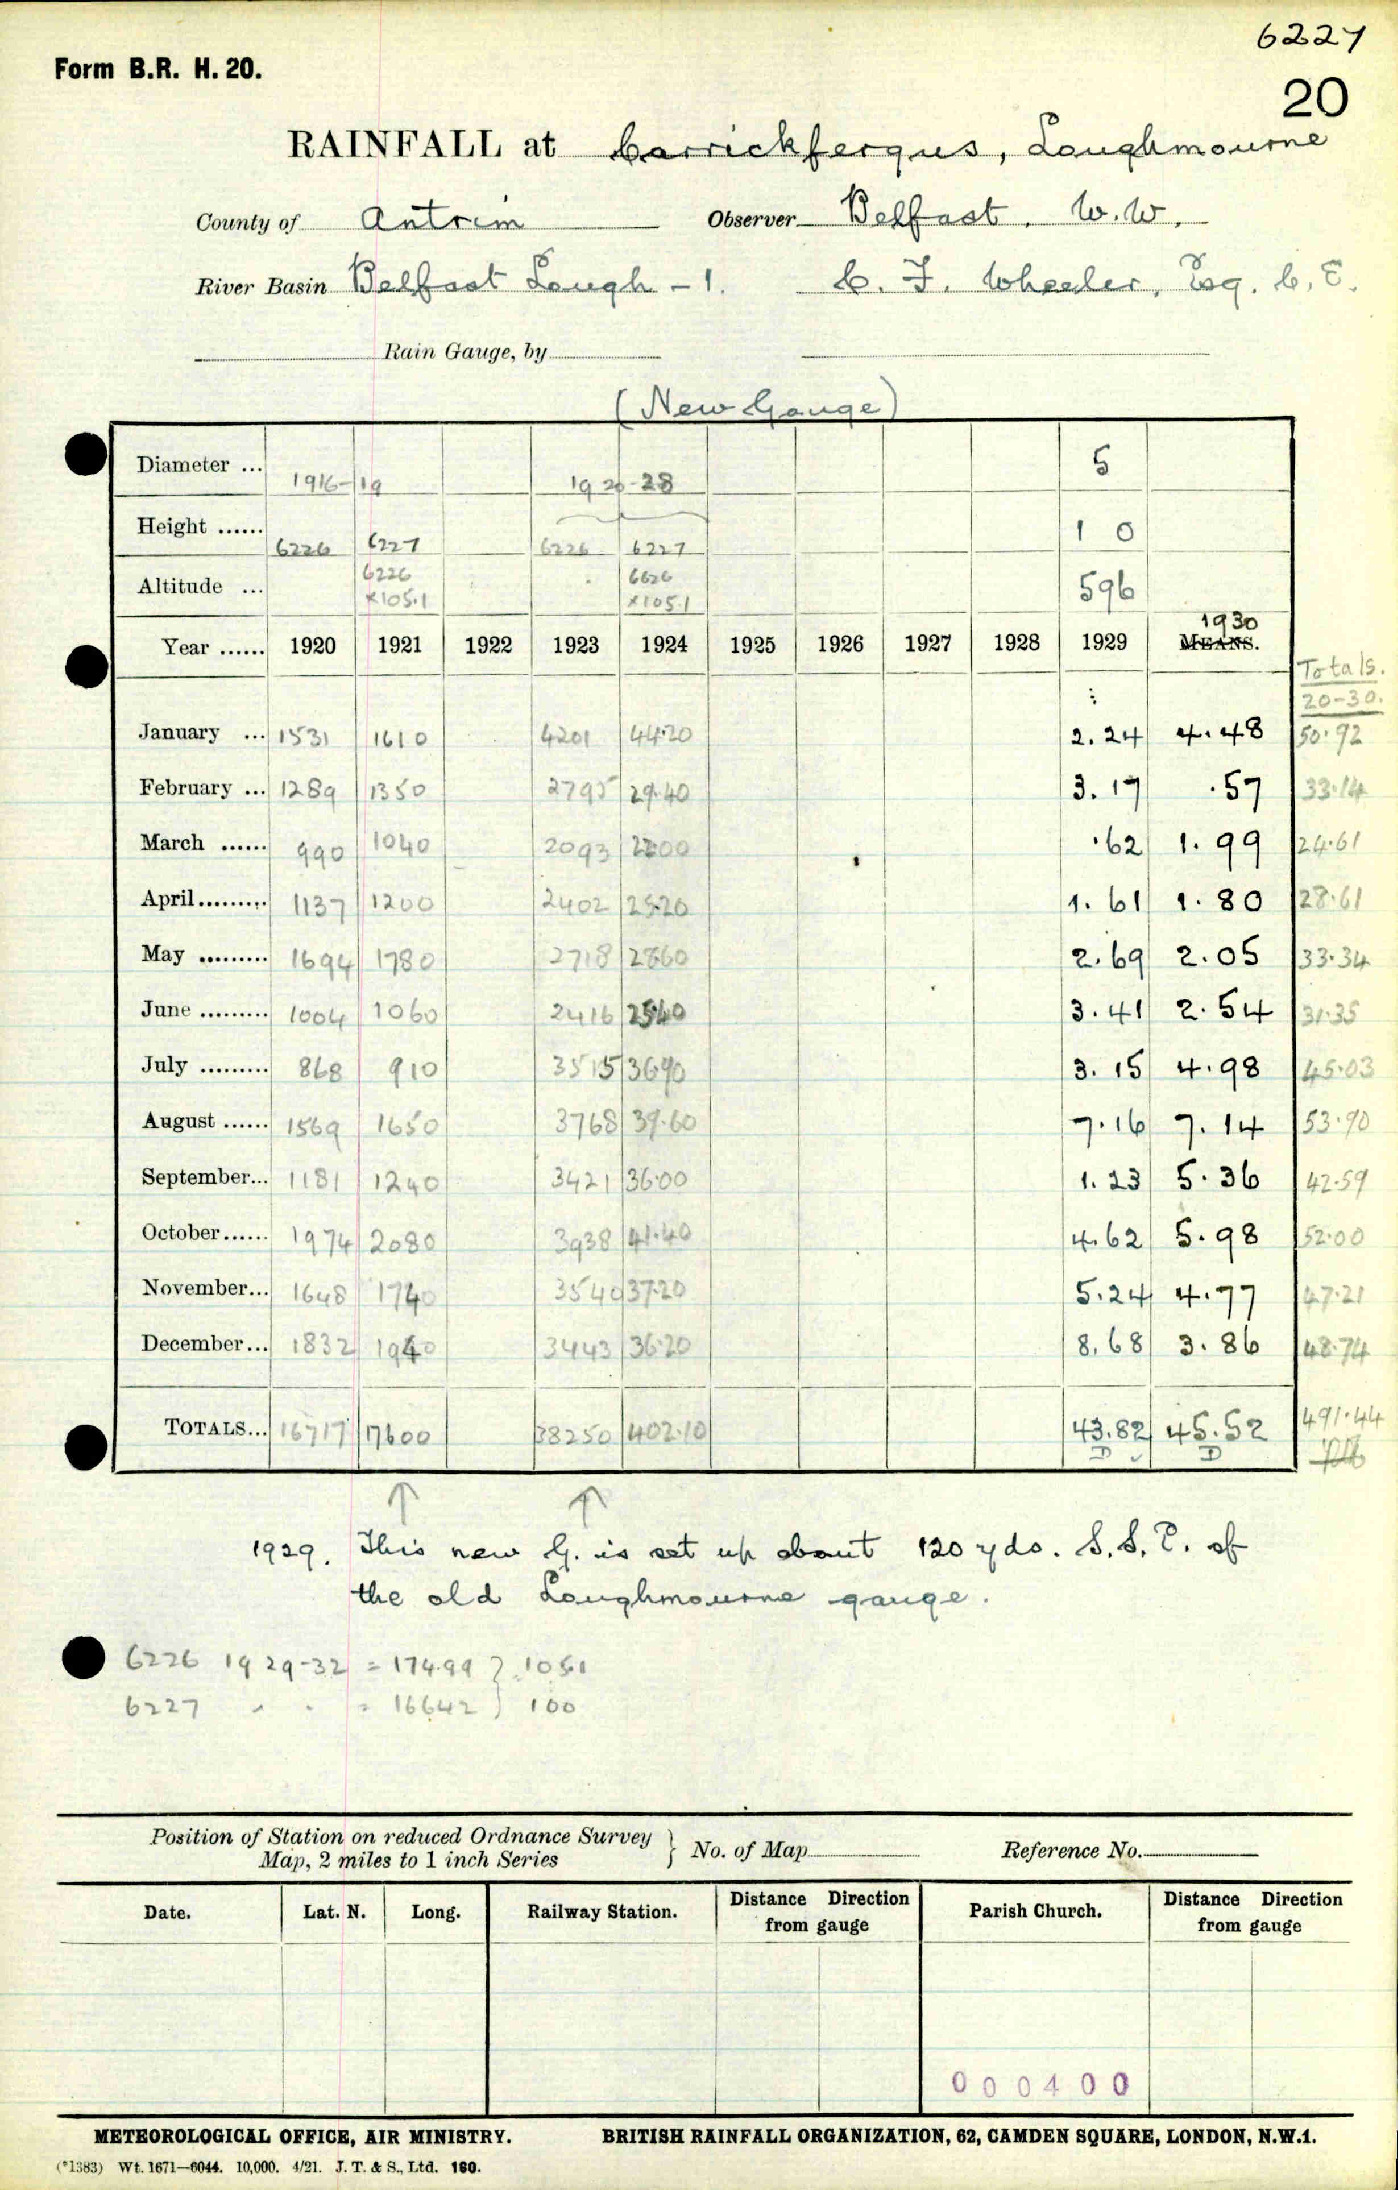 6227
Form B.R. H. 20.
20
RAINFALL at Carrickfergus, Loughmourne
County of Antrim Observer Belfast. W.W.
River Basin Belfast Lough - 1. C. F. Wheeler, Esq. C.E.
Rain Gauge, by
(New Gauge)
Diameter ... 1916-19 1920-28 5
Height ...... 6226 6227 6226 6227 1 0
Altitude ... 6226 ×105.1 6626 ×105.1 596
Year ...... 1920 1921 1922 1923 1924 1925 1926 1927 1928 1929 1930 MEANS. Totals. 20-30.
January ... 1531 1610 4201 44.20 2.24 4.48 50.92
February ... 1289 1350 2795 29.40 3.17 .57 33.14
March ...... 990 1040 2093 2200 .62 1.99 24.61
April ......... 1137 1200 2402 25.20 1.61 1.80 28.61
May ......... 1694 1780 2718 2860 2.69 2.05 33.34
June ......... 1004 1060 2416 2540 3.41 2.54 31.35
July ......... 868 910 3515 3690 3.15 4.98 45.03
August ...... 1569 1650 3768 39.60 7.16 7.14 53.90
September... 1181 1240 3421 36.00 1.23 5.36 42.59
October...... 1974 2080 3938 41.40 4.62 5.98 52.00
November... 1648 1740 3540 37.20 5.24 4.77 47.21
December... 1832 1940 3443 36.20 8.68 3.86 48.74
TOTALS... 16717 17600 38250 402.10 43.82 45.52 491.44
D D
1929. This new G. is set up about 120 yds. S.S.E. of
the old Loughmourne gauge.
6226 1929-32 = 174.99 } 105.1
6227 " " = 16642 } 100
Position of Station on reduced Ordnance Survey
Map, 2 miles to 1 inch Series } No. of Map Reference No.
Date. Lat. N. Long. Railway Station. Distance Direction from gauge Parish Church. Distance Direction from gauge
000400
METEOROLOGICAL OFFICE, AIR MINISTRY. BRITISH RAINFALL ORGANIZATION, 62, CAMDEN SQUARE, LONDON, N.W.1.
(*1383) Wt. 1671—6044. 10,000. 4/21. J. T. & S., Ltd. 160.